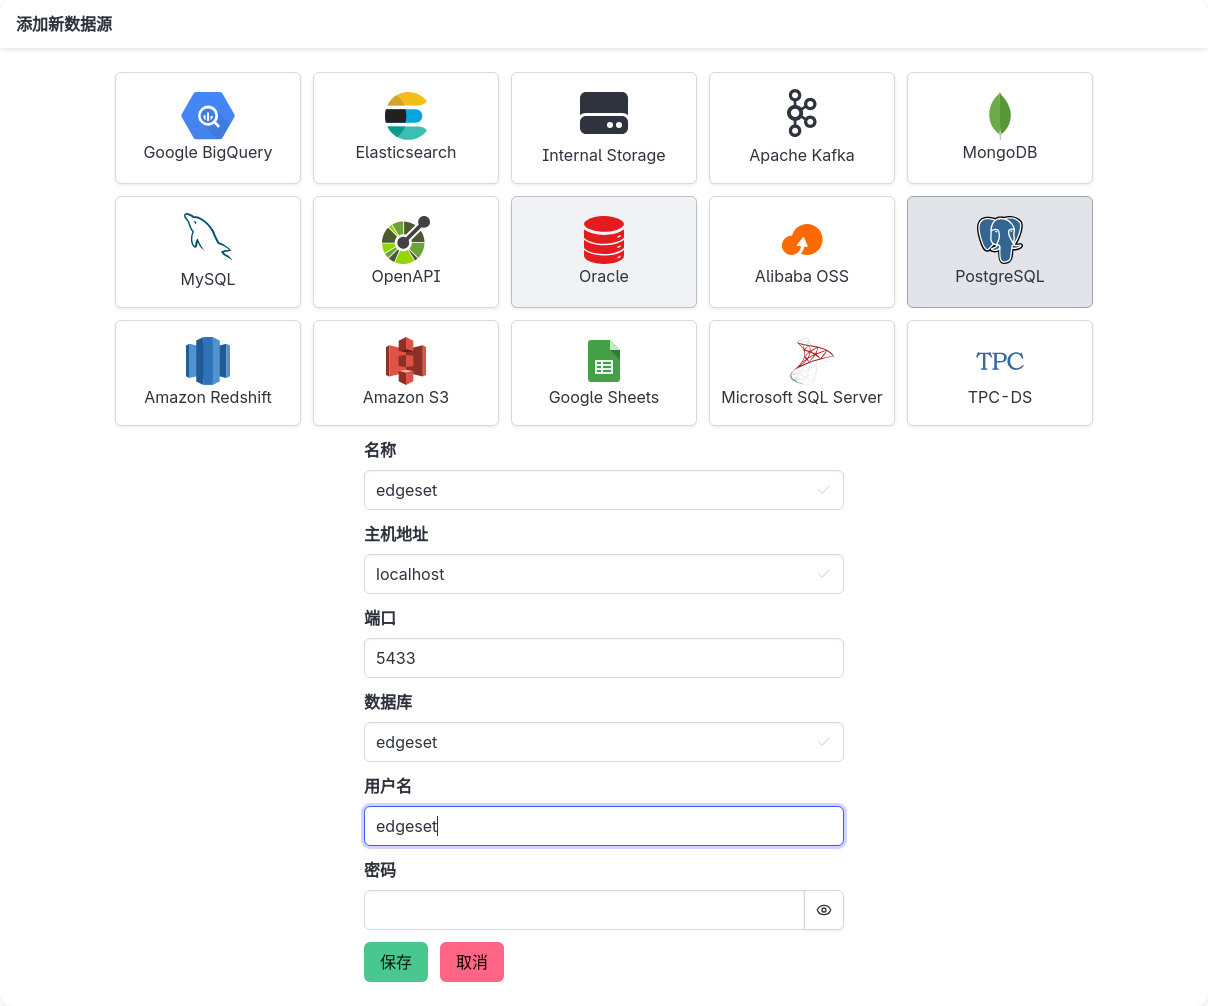 添加新数据源
Google BigQuery
Elasticsearch
Internal Storage
Apache Kafka
MongoDB
MySQL
OpenAPI
Oracle
Alibaba OSS
PostgreSQL
Amazon Redshift
Amazon S3
Google Sheets
Microsoft SQL Server
TPC
TPC-DS
名称
edgeset
主机地址
localhost
端口
5433
数据库
edgeset
用户名
edgeset
密码
保存
取消